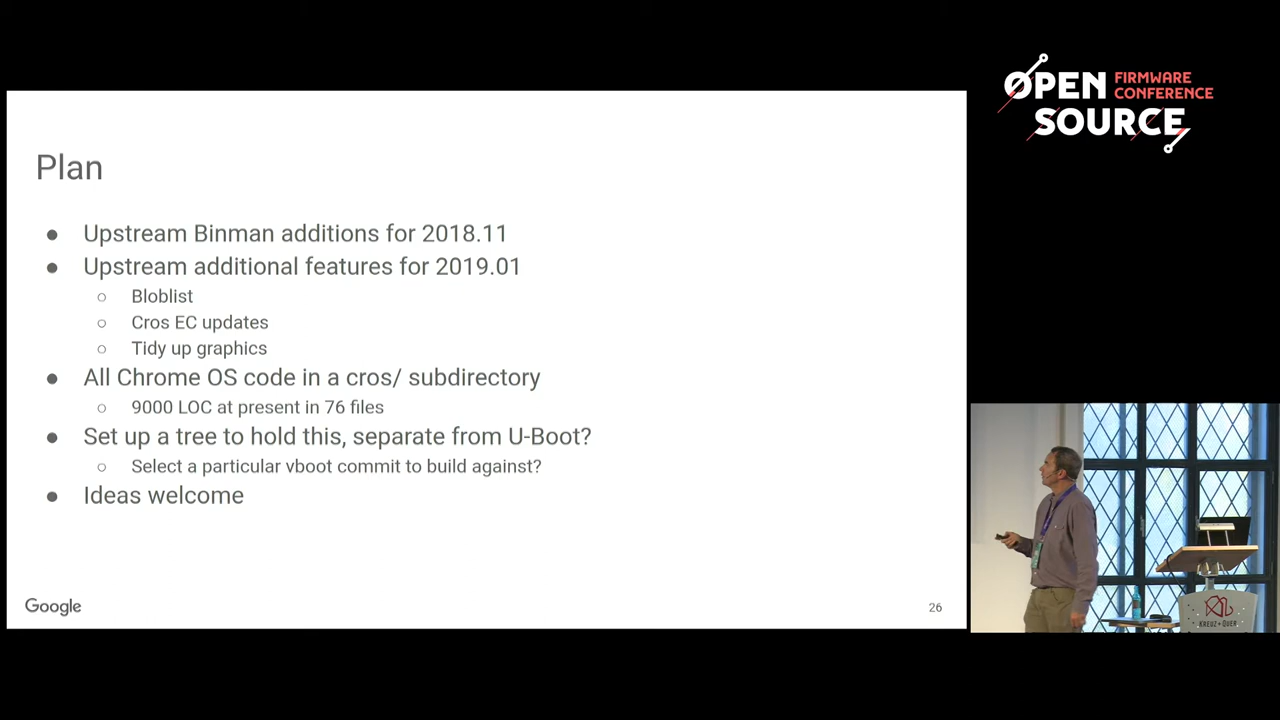 OPEN FIRMWARE
CONFERENCE
SOURCE
Plan
● Upstream Binman additions for 2018.11
● Upstream additional features for 2019.01
○ Bloblist
○ Cros EC updates
○ Tidy up graphics
● All Chrome OS code in a cros/ subdirectory
○ 9000 LOC at present in 76 files
● Set up a tree to hold this, separate from U-Boot?
○ Select a particular vboot commit to build against?
● Ideas welcome
Google
26
KREUZ+QUER